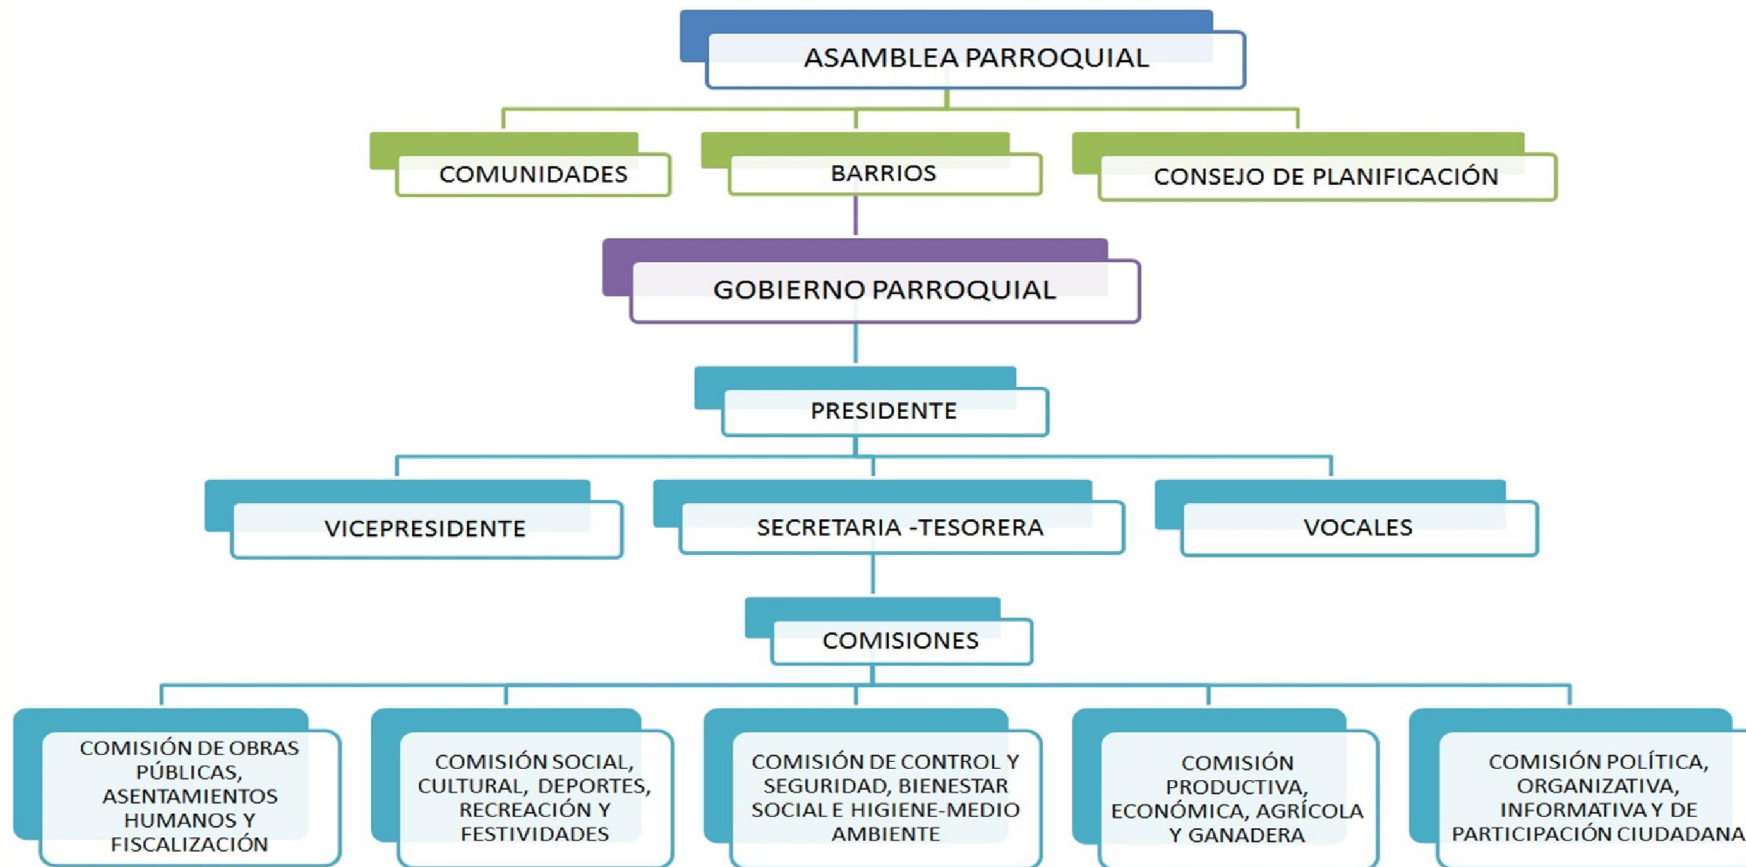 ASAMBLEA PARROQUIAL
COMUNIDADES
BARRIOS
CONSEJO DE PLANIFICACIÓN
GOBIERNO PARROQUIAL
PRESIDENTE
VICEPRESIDENTE
SECRETARIA -TESORERA
VOCALES
COMISIONES
COMISIÓN DE OBRAS
PÚBLICAS,
ASENTAMIENTOS
HUMANOS Y
FISCALIZACIÓN
COMISIÓN SOCIAL,
CULTURAL, DEPORTES,
RECREACIÓN Y
FESTIVIDADES
COMISIÓN DE CONTROL Y
SEGURIDAD, BIENESTAR
SOCIAL E HIGIENE-MEDIO
AMBIENTE
COMISIÓN
PRODUCTIVA,
ECONÓMICA, AGRÍCOLA
Y GANADERA
COMISIÓN POLÍTICA,
ORGANIZATIVA,
INFORMATIVA Y DE
PARTICIPACIÓN CIUDADANA